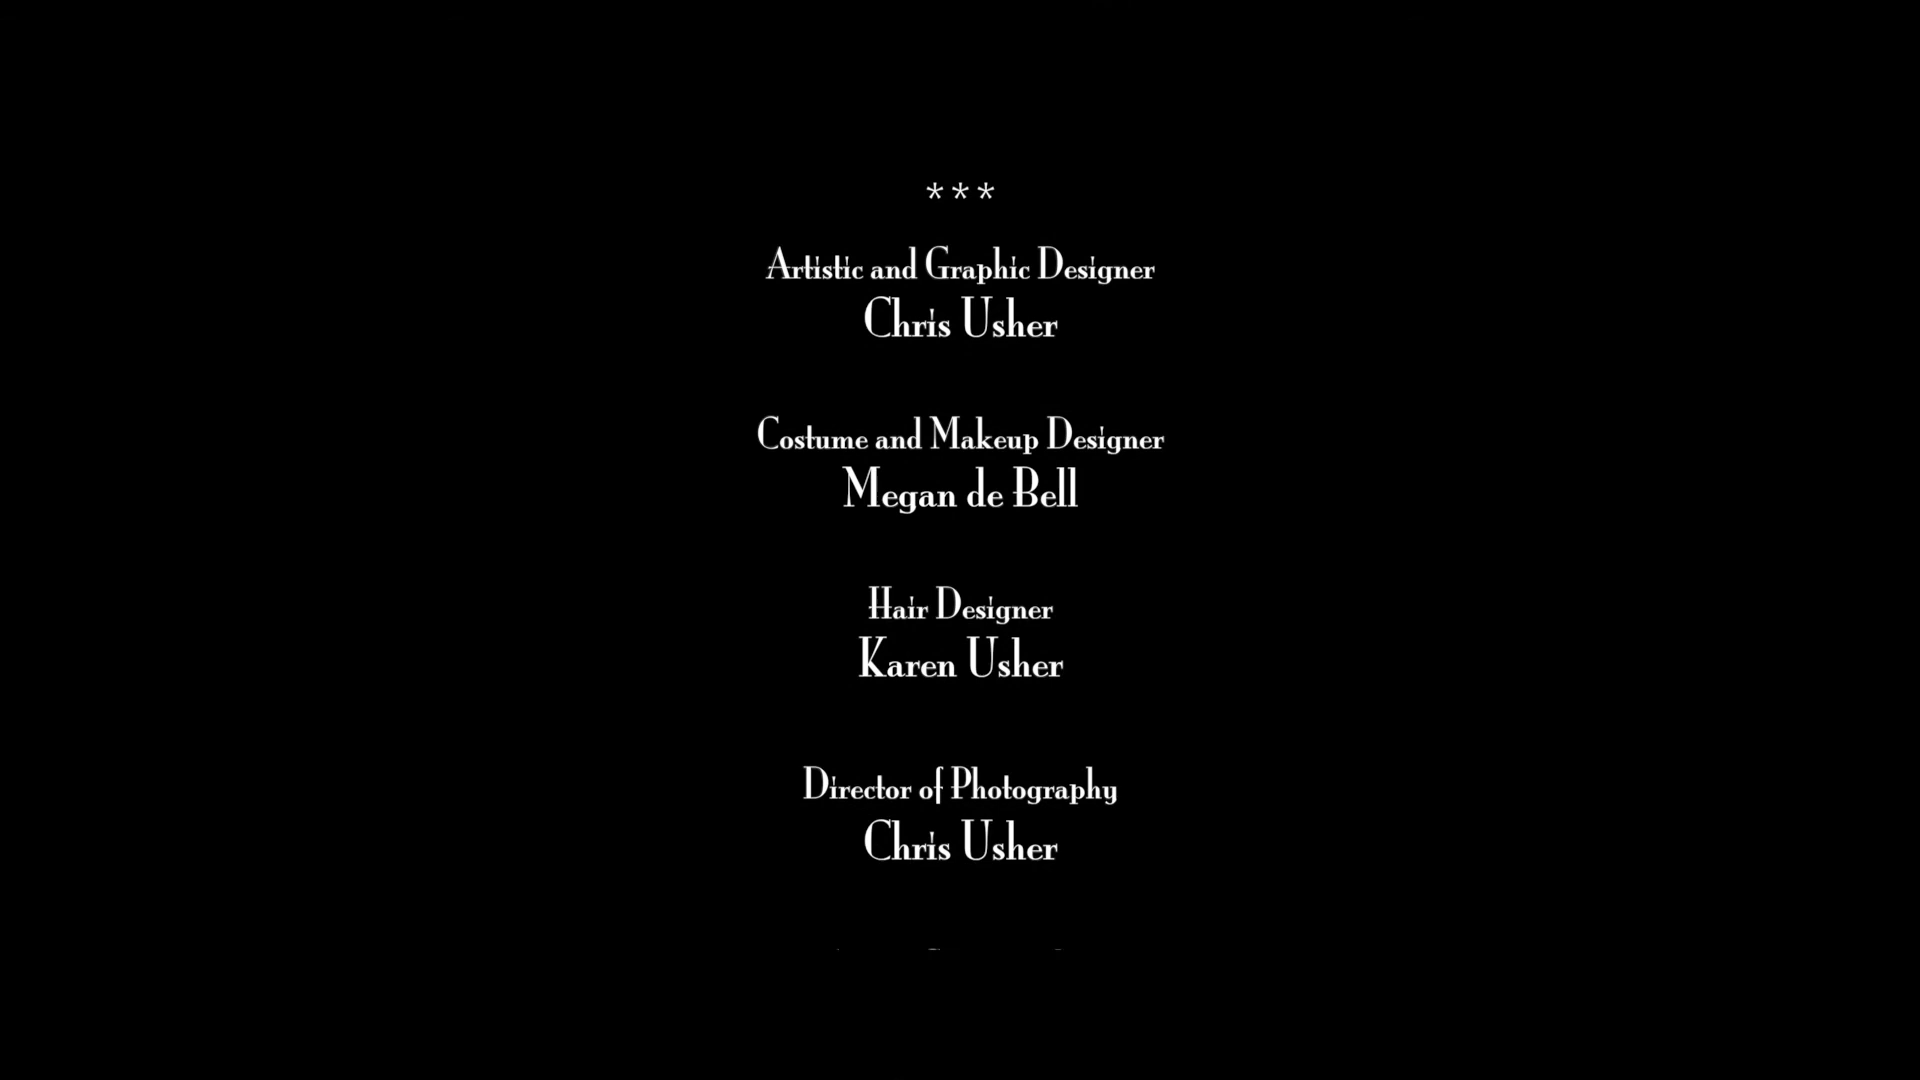 ***
Artistic and Graphic Designer
Chris Usher
Costume and Makeup Designer
Megan de Bell
Hair Designer
Karen Usher
Director of Photography
Chris Usher